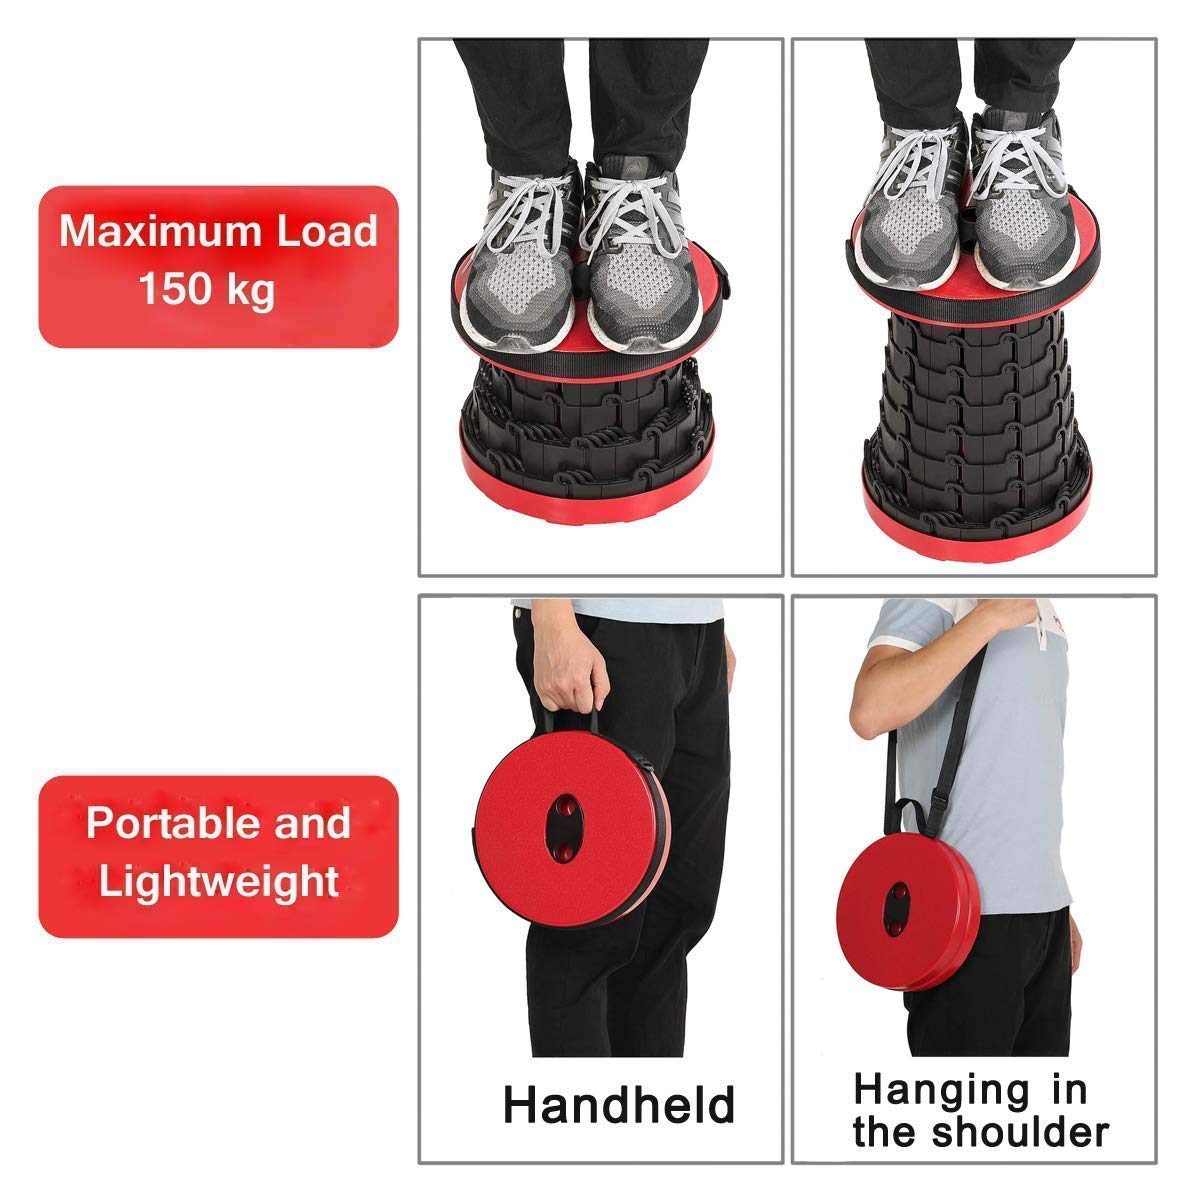 Maximum Load
150 kg
Portable and
Lightweight
Handheld
Hanging in
the shoulder